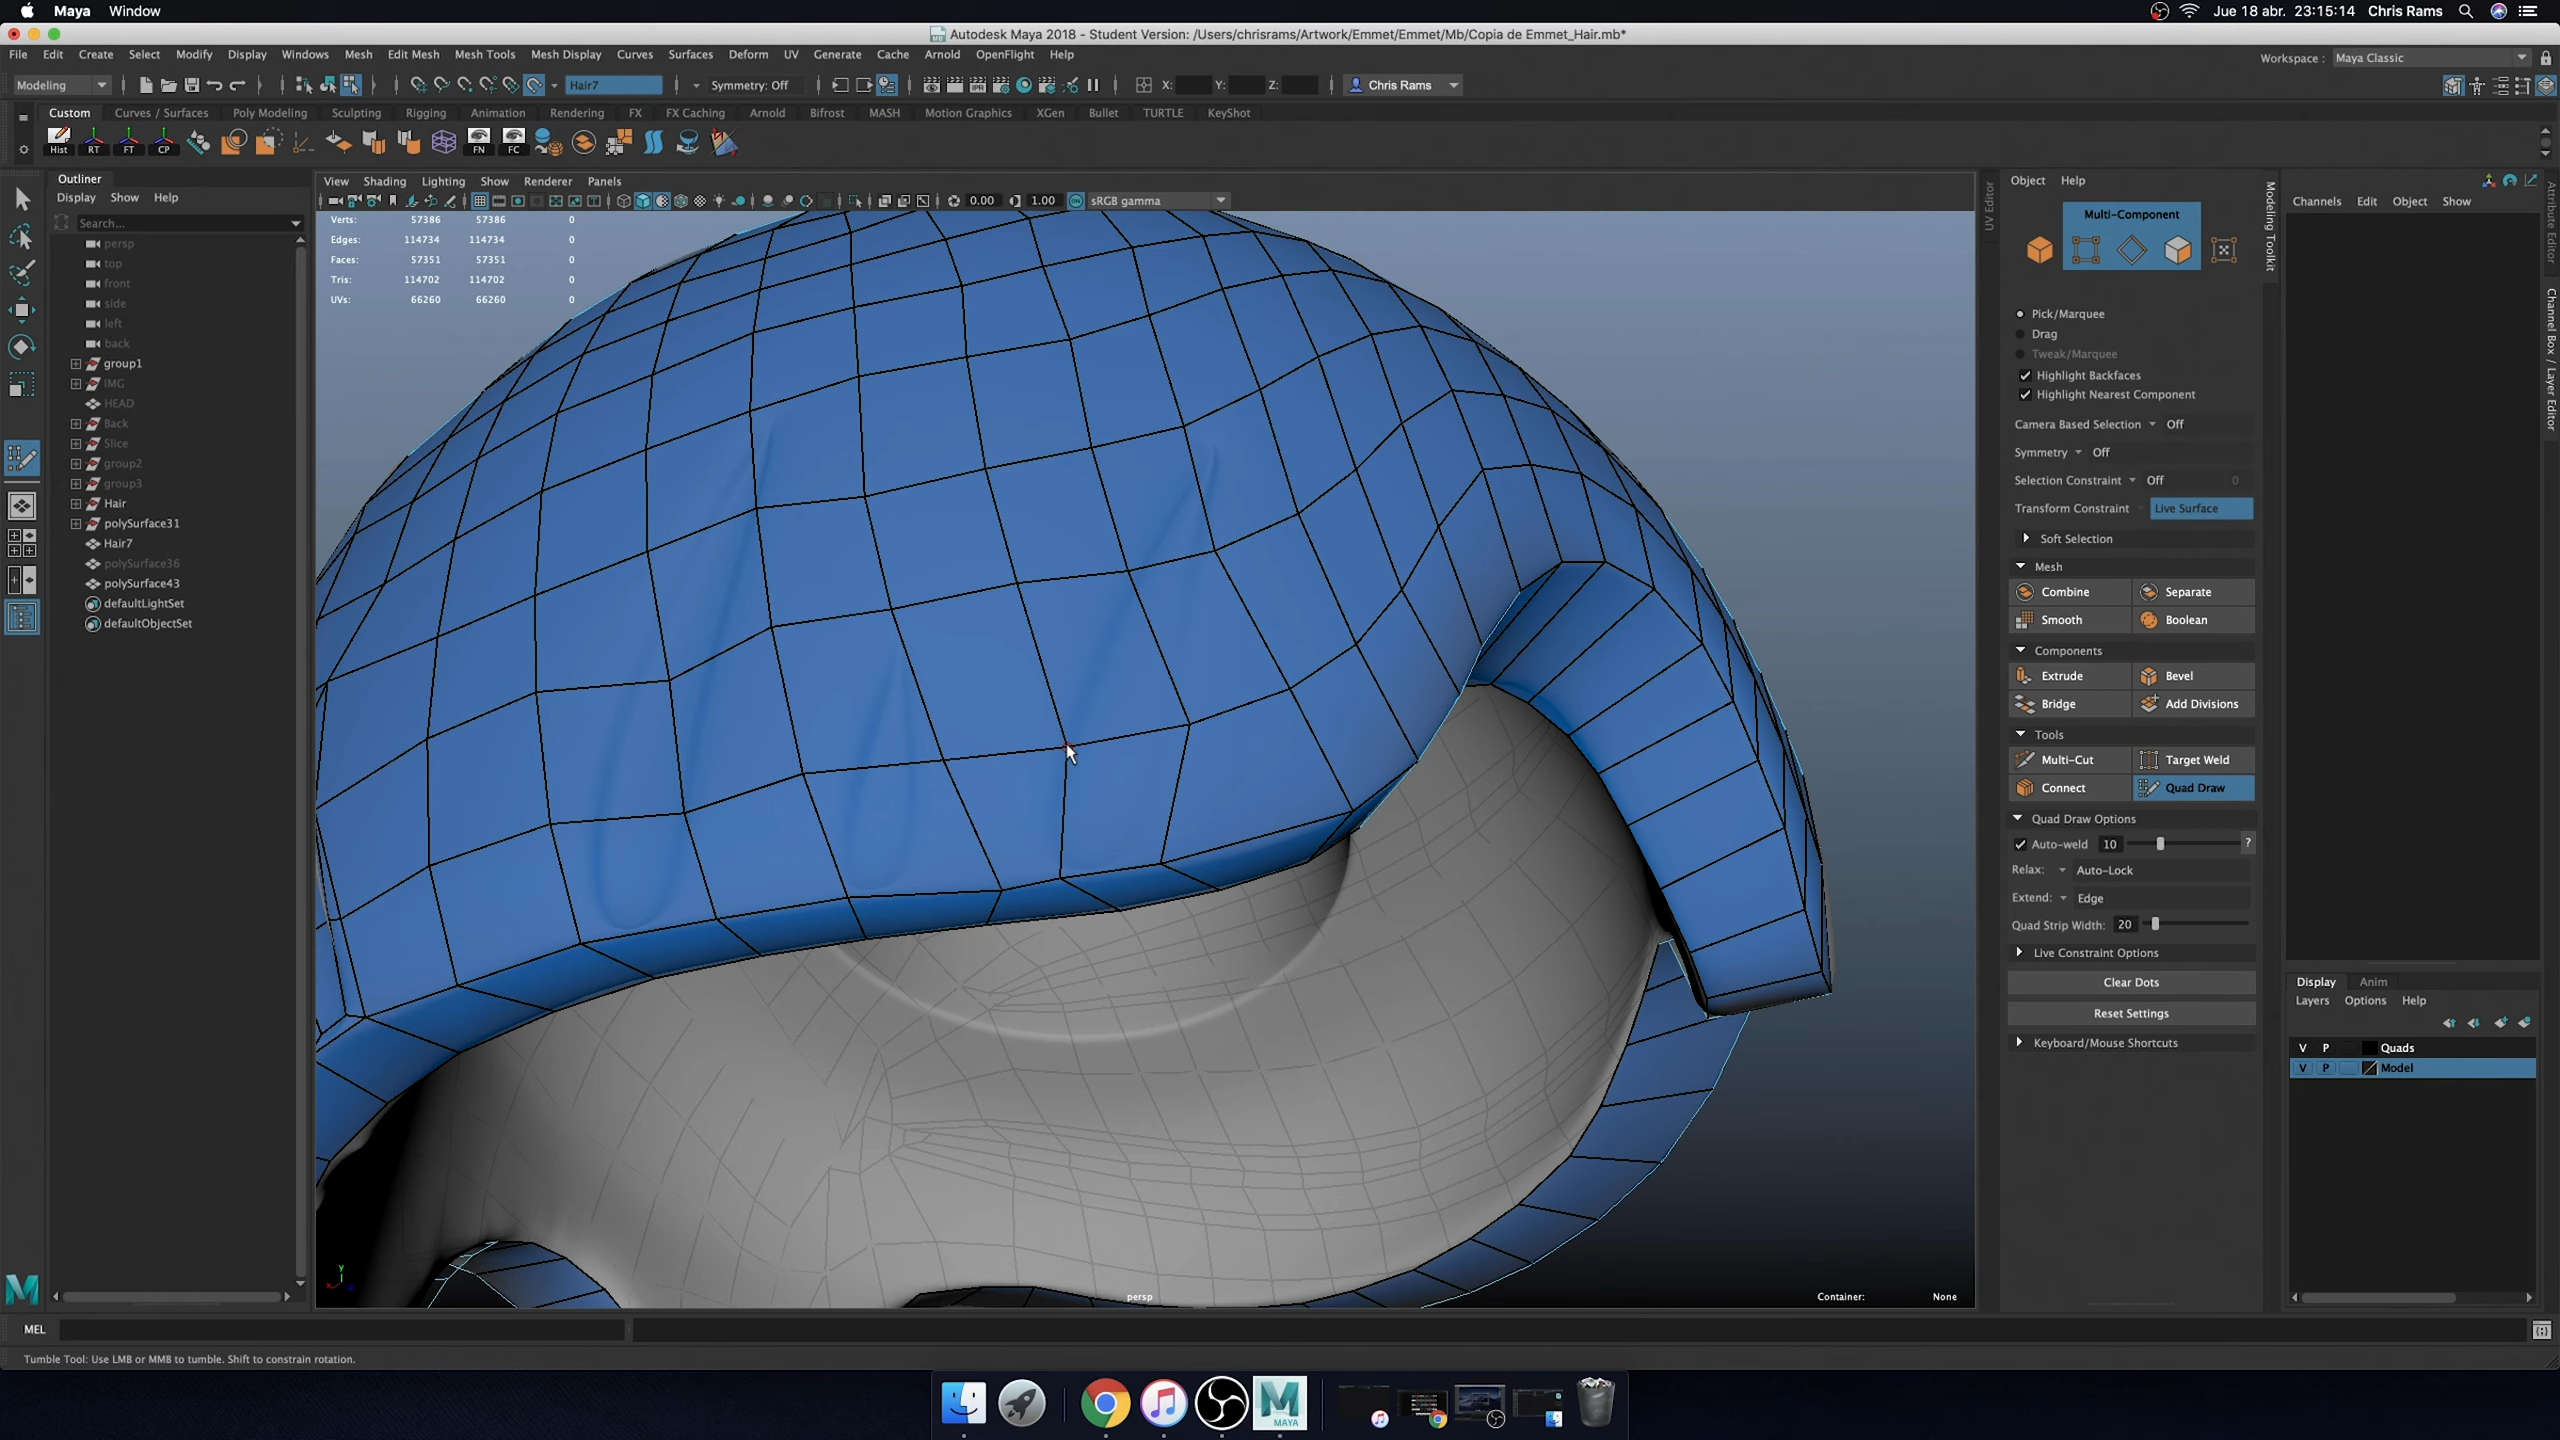 Maya Window
Jue 18 abr. 23:15:14 Chris Rams
Autodesk Maya 2018 - Student Version: /Users/chrisrams/Artwork/Emmet/Emmet/Mb/Copia de Emmet_Hair.mb*
File Edit Create Select Modify Display Windows Mesh Edit Mesh Mesh Tools Mesh Display Curves Surfaces Deform UV Generate Cache Arnold OpenFlight Help
Workspace : Maya Classic
Modeling Hair7 Symmetry: Off X: Y: Z: Chris Rams
Custom Curves / Surfaces Poly Modeling Sculpting Rigging Animation Rendering FX FX Caching Arnold Bifrost MASH Motion Graphics XGen Bullet TURTLE KeyShot
Hist RT FT CP FN FC
Outliner
Display Show Help
Search...
persp
top
front
side
left
back
group1
IMG
HEAD
Back
Slice
group2
group3
Hair
polySurface31
Hair7
polySurface36
polySurface43
defaultLightSet
defaultObjectSet
View Shading Lighting Show Renderer Panels
0.00 1.00 sRGB gamma
Verts: 57386 57386 0
Edges: 114734 114734 0
Faces: 57351 57351 0
Tris: 114702 114702 0
UVs: 66260 66260 0
persp
Container: None
UV Editor
Object Help
Multi-Component
Modeling Toolkit
Pick/Marquee
Drag
Tweak/Marquee
Highlight Backfaces
Highlight Nearest Component
Camera Based Selection Off
Symmetry Off
Selection Constraint Off 0
Transform Constraint Live Surface
Soft Selection
Mesh
Combine Separate
Smooth Boolean
Components
Extrude Bevel
Bridge Add Divisions
Tools
Multi-Cut Target Weld
Connect Quad Draw
Quad Draw Options
Auto-weld 10 ?
Relax: Auto-Lock
Extend: Edge
Quad Strip Width: 20
Live Constraint Options
Clear Dots
Reset Settings
Keyboard/Mouse Shortcuts
Channels Edit Object Show
Attribute Editor
Channel Box / Layer Editor
Display Anim
Layers Options Help
V P Quads
V P Model
MEL
Tumble Tool: Use LMB or MMB to tumble. Shift to constrain rotation.
MAYA